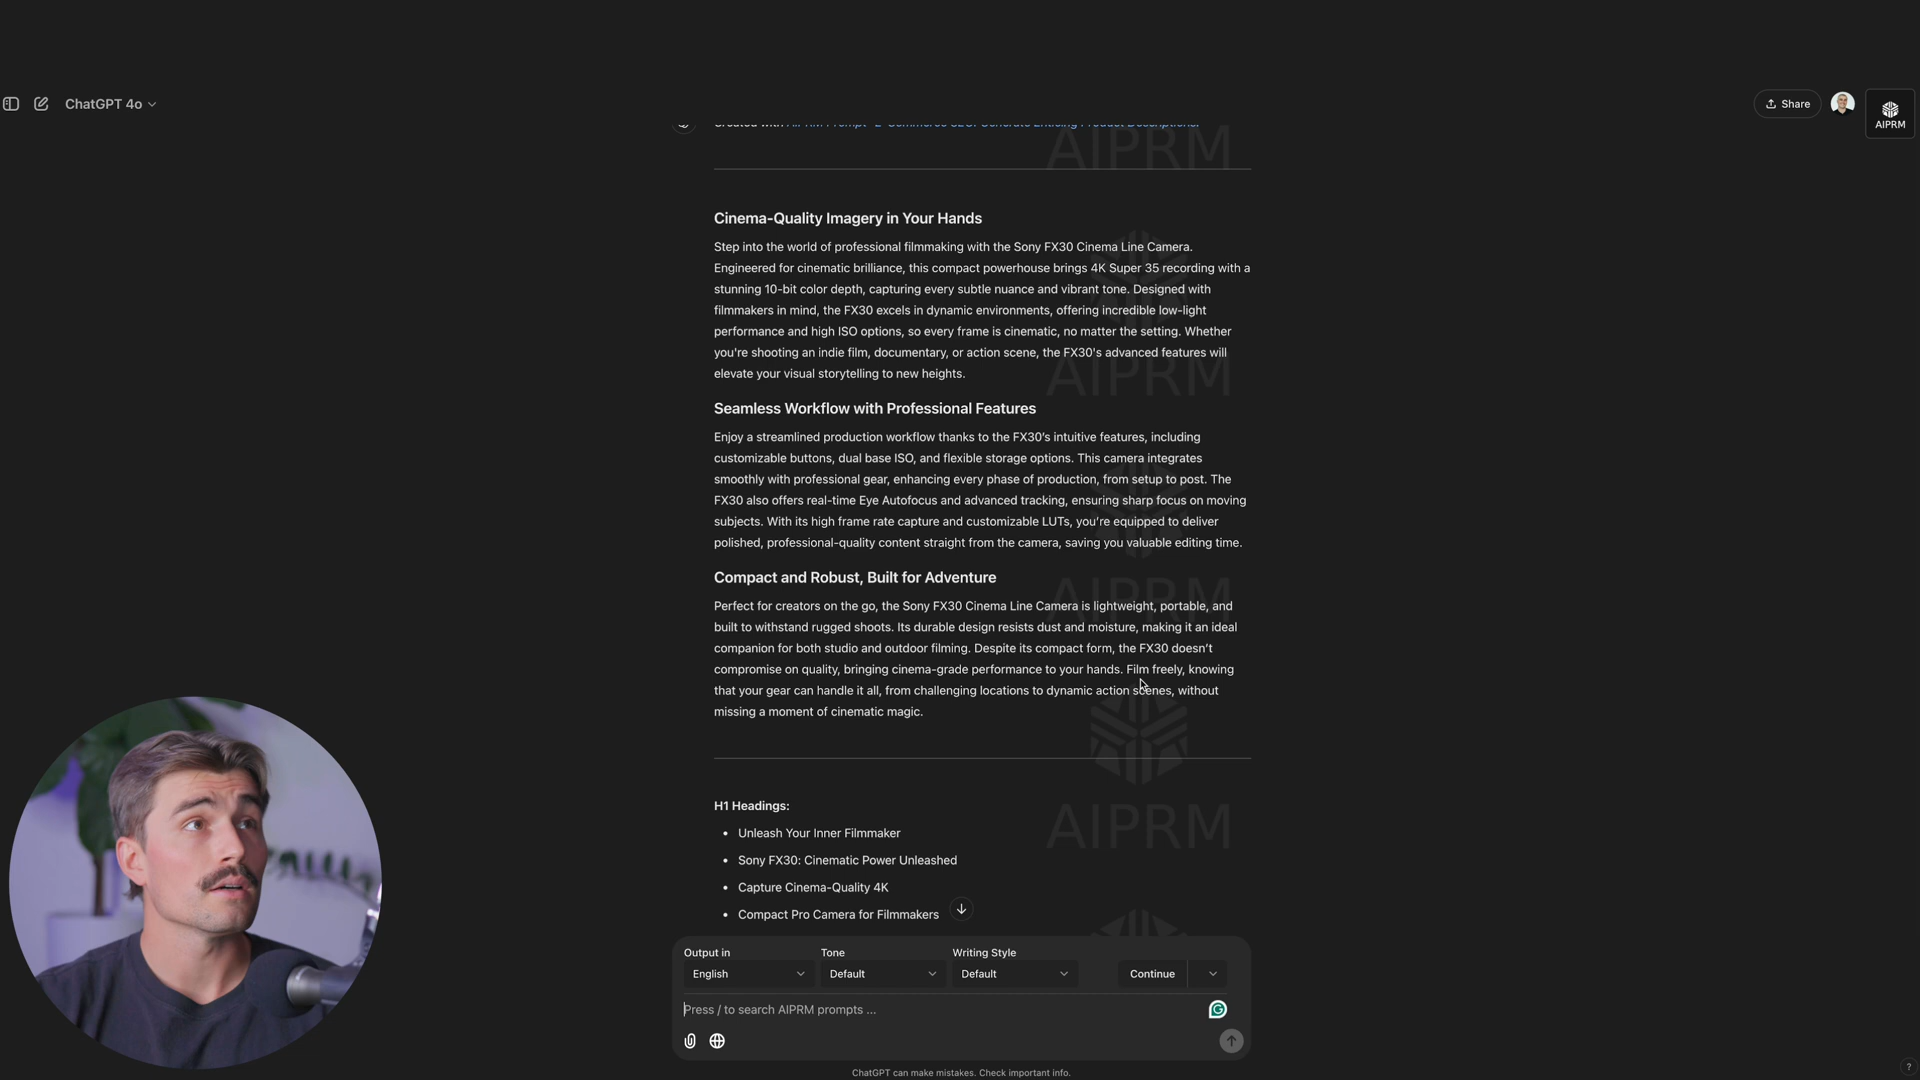 ChatGPT 4o
Share
AIPRM
Created with AIPRM Prompt "E-Commerce SEO: Generate Enticing Product Descriptions."
AIPRM
Cinema-Quality Imagery in Your Hands
Step into the world of professional filmmaking with the Sony FX30 Cinema Line Camera.
Engineered for cinematic brilliance, this compact powerhouse brings 4K Super 35 recording with a
stunning 10-bit color depth, capturing every subtle nuance and vibrant tone. Designed with
filmmakers in mind, the FX30 excels in dynamic environments, offering incredible low-light
performance and high ISO options, so every frame is cinematic, no matter the setting. Whether
you're shooting an indie film, documentary, or action scene, the FX30's advanced features will
elevate your visual storytelling to new heights.
AIPRM
Seamless Workflow with Professional Features
Enjoy a streamlined production workflow thanks to the FX30’s intuitive features, including
customizable buttons, dual base ISO, and flexible storage options. This camera integrates
smoothly with professional gear, enhancing every phase of production, from setup to post. The
FX30 also offers real-time Eye Autofocus and advanced tracking, ensuring sharp focus on moving
subjects. With its high frame rate capture and customizable LUTs, you’re equipped to deliver
polished, professional-quality content straight from the camera, saving you valuable editing time.
Compact and Robust, Built for Adventure
AIPRM
Perfect for creators on the go, the Sony FX30 Cinema Line Camera is lightweight, portable, and
built to withstand rugged shoots. Its durable design resists dust and moisture, making it an ideal
companion for both studio and outdoor filming. Despite its compact form, the FX30 doesn’t
compromise on quality, bringing cinema-grade performance to your hands. Film freely, knowing
that your gear can handle it all, from challenging locations to dynamic action scenes, without
missing a moment of cinematic magic.
H1 Headings:
AIPRM
• Unleash Your Inner Filmmaker
• Sony FX30: Cinematic Power Unleashed
• Capture Cinema-Quality 4K
• Compact Pro Camera for Filmmakers
Output in Tone Writing Style
English Default Default Continue
Press / to search AIPRM prompts ...
ChatGPT can make mistakes. Check important info.
?